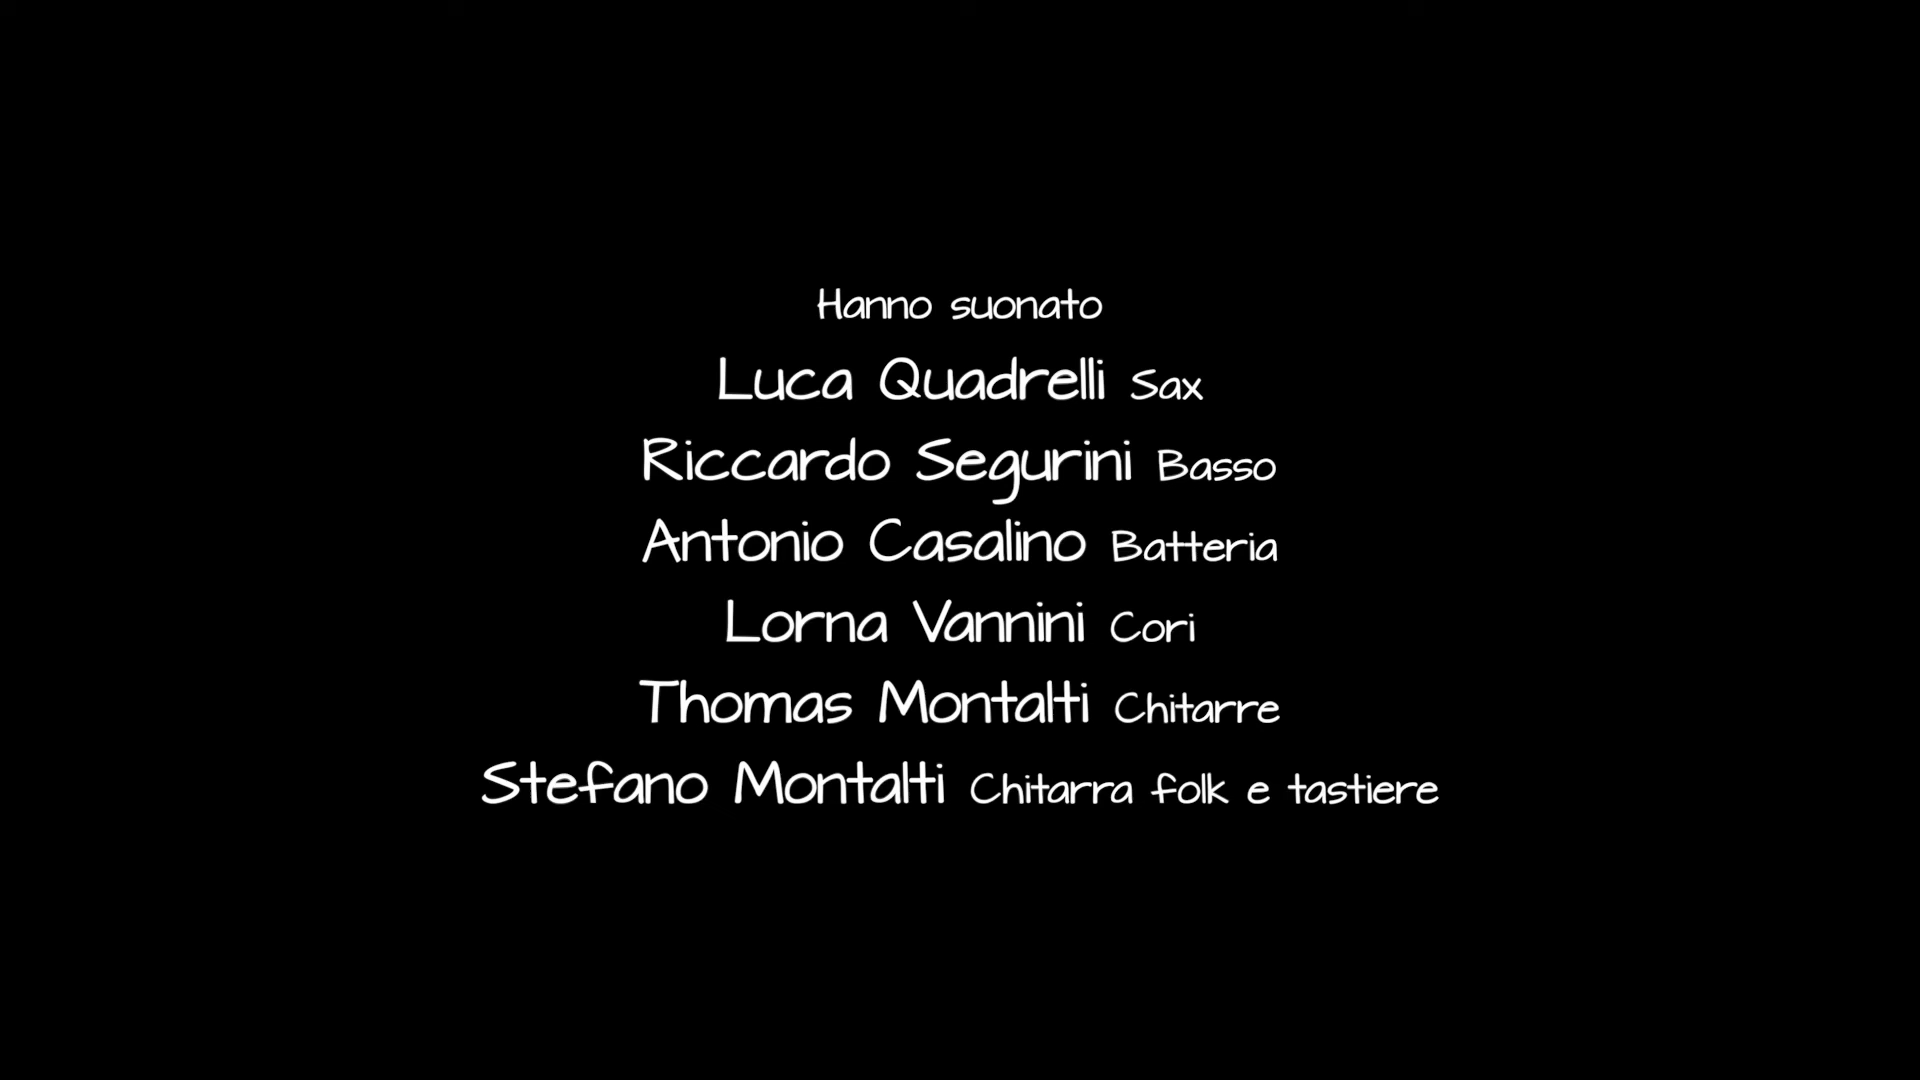 Hanno suonato
Luca Quadrelli Sax
Riccardo Segurini Basso
Antonio Casalino Batteria
Lorna Vannini Cori
Thomas Montalti Chitarre
Stefano Montalti Chitarra folk e tastiere